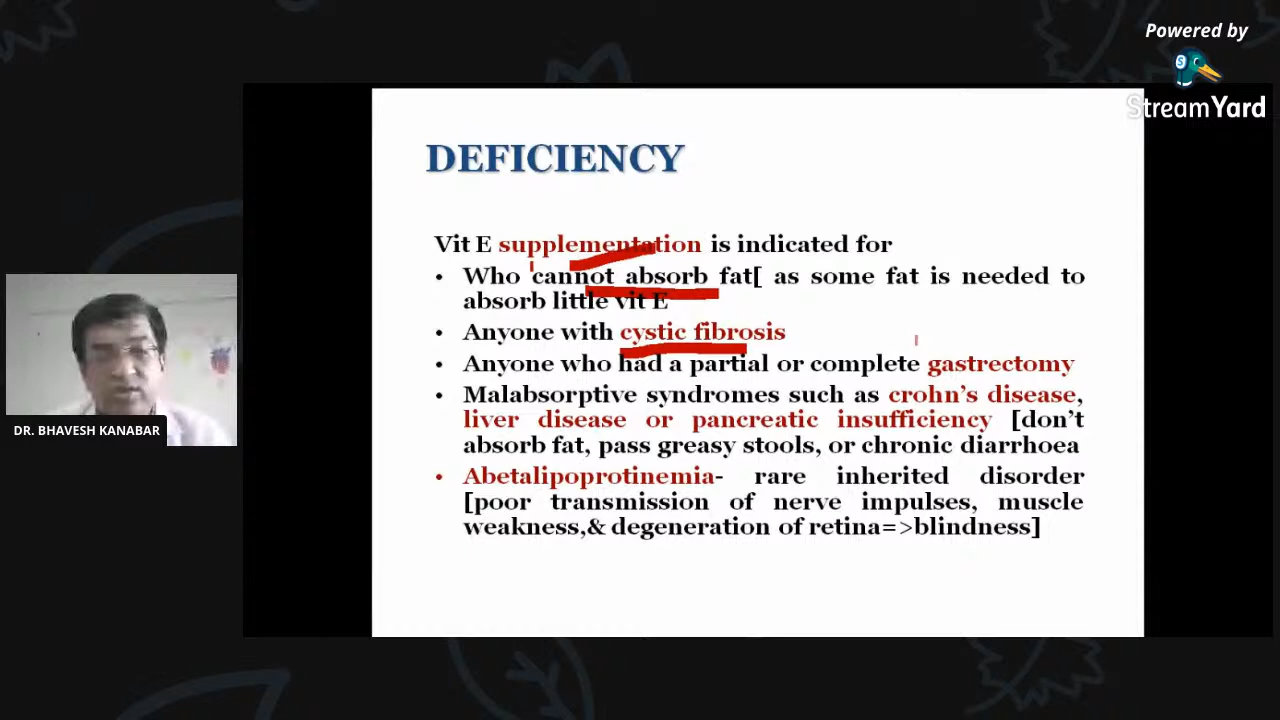 Powered by
StreamYard
DEFICIENCY
Vit E supplementation is indicated for
• Who cannot absorb fat[ as some fat is needed to
absorb little vit E
• Anyone with cystic fibrosis
• Anyone who had a partial or complete gastrectomy
• Malabsorptive syndromes such as crohn's disease,
liver disease or pancreatic insufficiency [don't
absorb fat, pass greasy stools, or chronic diarrhoea
• Abetalipoprotinemia- rare inherited disorder
[poor transmission of nerve impulses, muscle
weakness,& degeneration of retina=>blindness]
DR. BHAVESH KANABAR